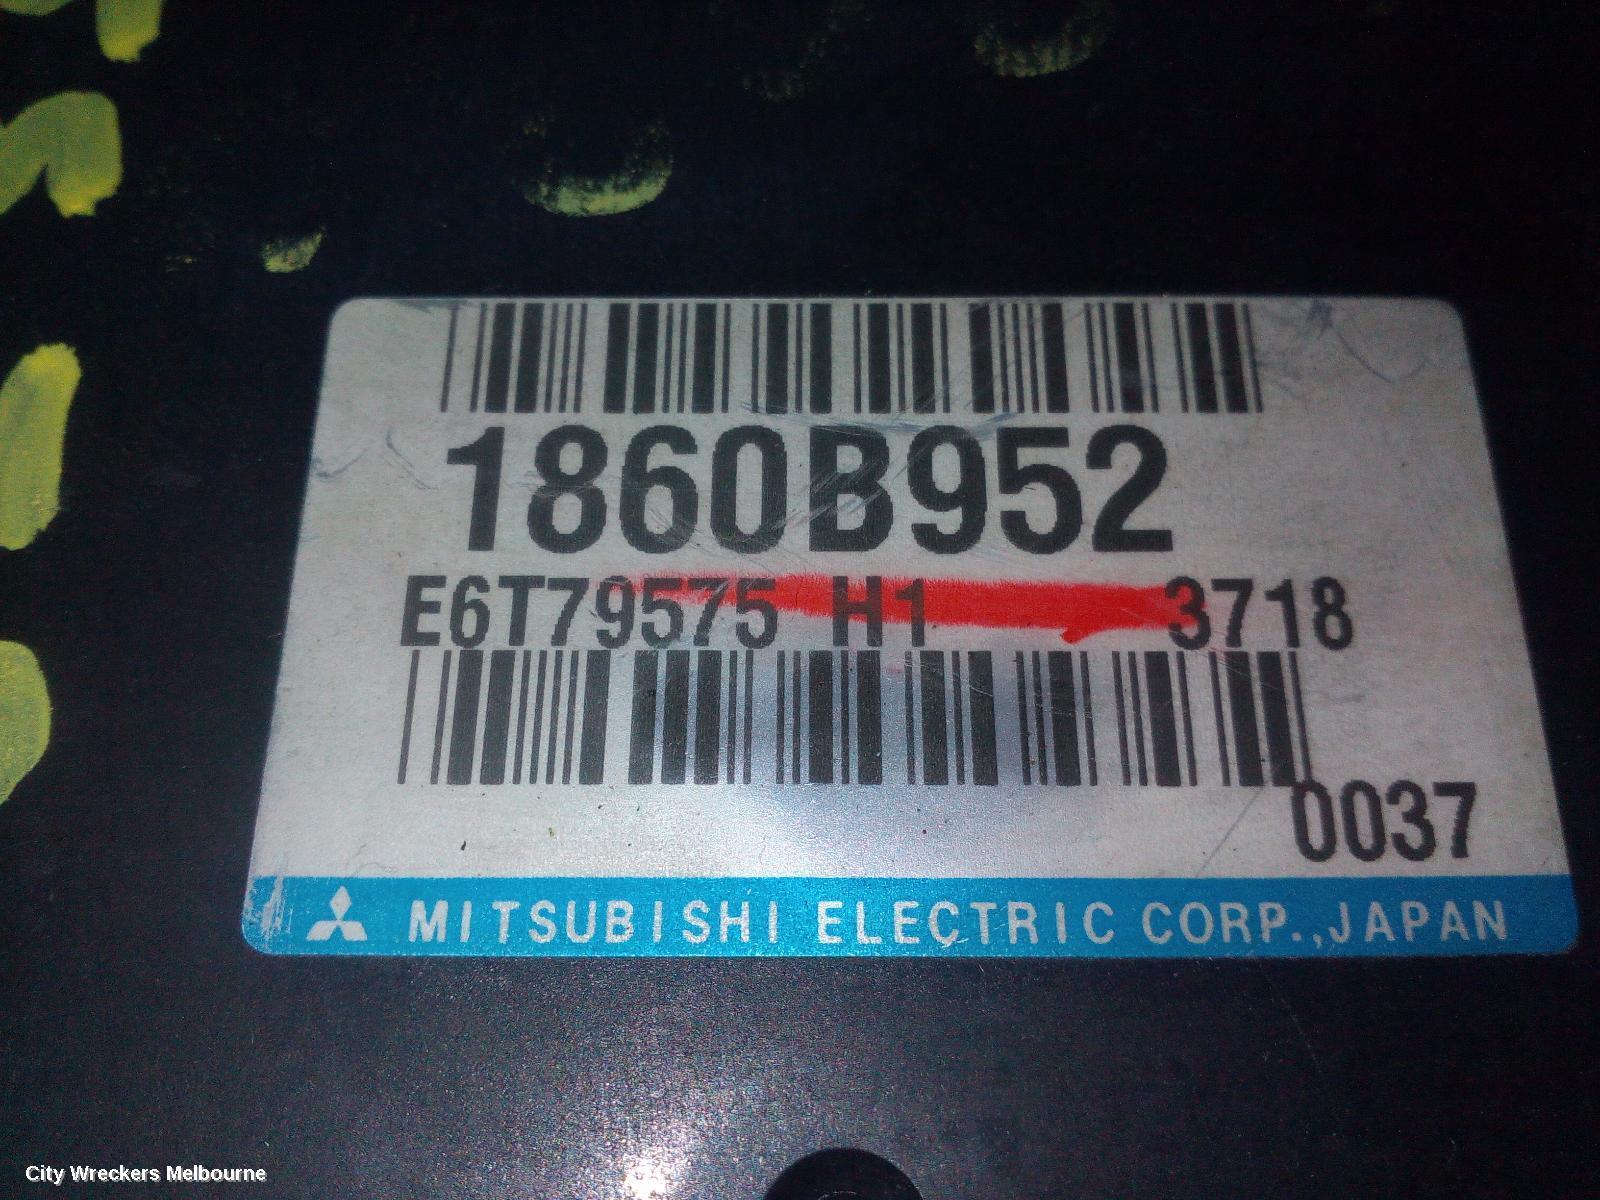 1860B952
E6T79575 H1 3718
0037
MITSUBISHI ELECTRIC CORP.,JAPAN
City Wreckers Melbourne